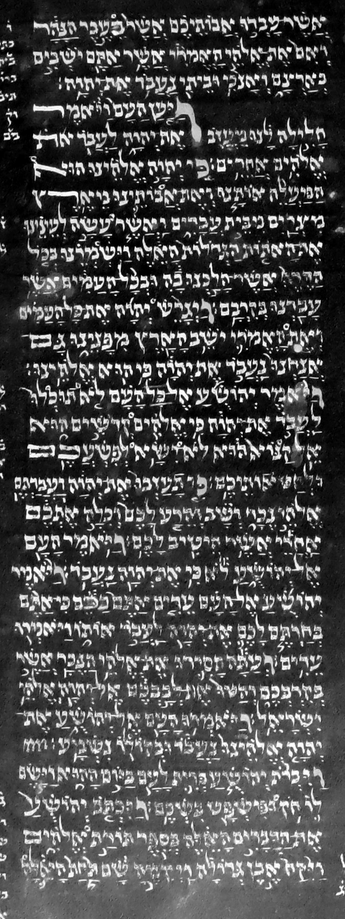 אשר עבדו אבותיכם אשר בעבר הנהר
ואם את אלהי האמרי אשר אתם ישבים
בארצם ואנכי וביתי נעבד את יהוה׃
ויען העם ויאמר
חלילה לנו מעזב את יהוה לעבד
אלהים אחרים׃ כי יהוה אלהינו הוא
המעלה אותנו ואת אבותינו מארץ
מצרים מבית עבדים ואשר עשה לעינינו
את האתות הגדלות האלה וישמרנו בכל
הדרך אשר הלכנו בה ובכל העמים אשר
עברנו בקרבם׃ ויגרש יהוה את כל העמים
ואת האמרי ישב הארץ מפנינו גם
אנחנו נעבד את יהוה כי הוא אלהינו׃
ויאמר יהושע אל כל העם לא תוכלו
לעבד את יהוה כי אלהים קדשים הוא
אל קנוא הוא לא ישא לפשעכם
ולחטאותיכם׃ כי תעזבו את יהוה ועבדתם
אלהי נכר ושב והרע לכם וכלה אתכם
אחרי אשר היטיב לכם׃ ויאמר העם
אל יהושע לא כי את יהוה נעבד׃ ויאמר
יהושע אל העם עדים אתם בכם כי אתם
בחרתם לכם את יהוה לעבד אותו ויאמרו
עדים׃ ועתה הסירו את אלהי הנכר אשר
בקרבכם והטו את לבבכם אל יהוה אלהי
ישראל׃ ויאמרו העם אל יהושע את
יהוה אלהינו נעבד ובקולו נשמע׃
ויכרת יהושע ברית לעם ביום ההוא וישם
לו חק ומשפט בשכם׃ ויכתב יהושע
את הדברים האלה בספר תורת אלהים
ויקח אבן גדולה ויקימה שם תחת האלה